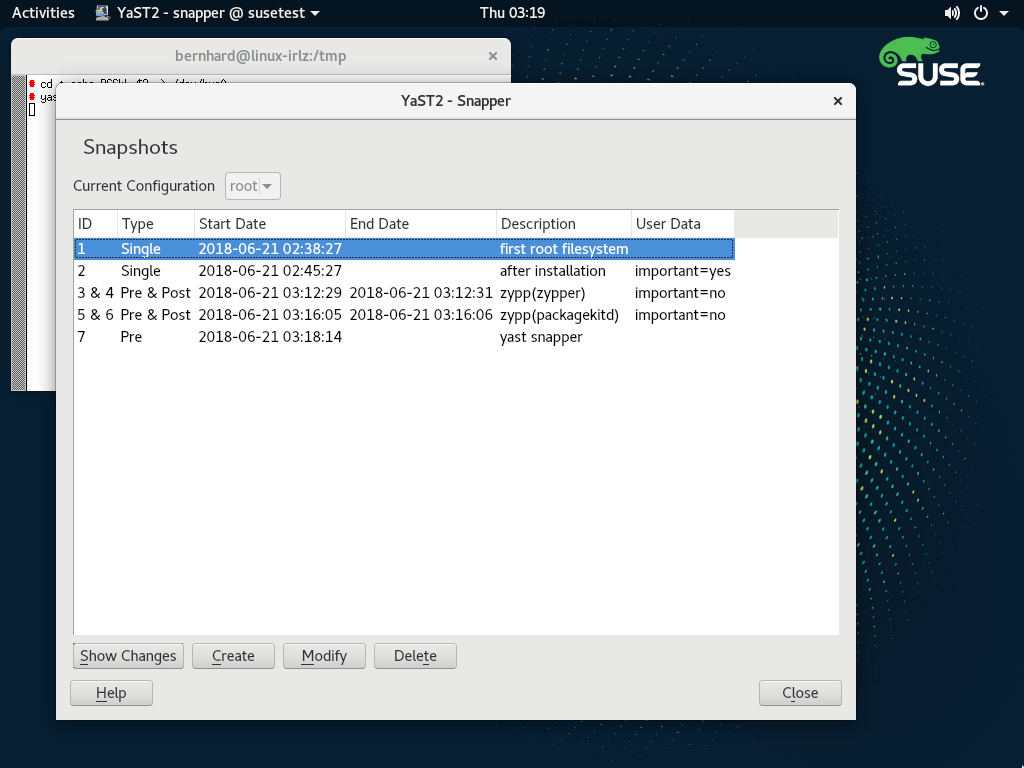 Activities YaST2 - snapper @ susetest Thu 03:19
bernhard@linux-irlz:/tmp
SUSE
cd
yas
YaST2 - Snapper
Snapshots
Current Configuration root
ID Type Start Date End Date Description User Data
1 Single 2018-06-21 02:38:27 first root filesystem
2 Single 2018-06-21 02:45:27 after installation important=yes
3 & 4 Pre & Post 2018-06-21 03:12:29 2018-06-21 03:12:31 zypp(zypper) important=no
5 & 6 Pre & Post 2018-06-21 03:16:05 2018-06-21 03:16:06 zypp(packagekitd) important=no
7 Pre 2018-06-21 03:18:14 yast snapper
Show Changes Create Modify Delete
Help Close